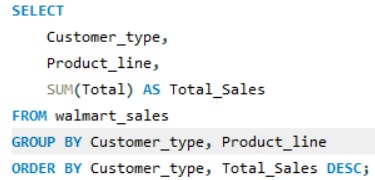 SELECT
    Customer_type,
    Product_line,
    SUM(Total) AS Total_Sales
FROM walmart_sales
GROUP BY Customer_type, Product_line
ORDER BY Customer_type, Total_Sales DESC;